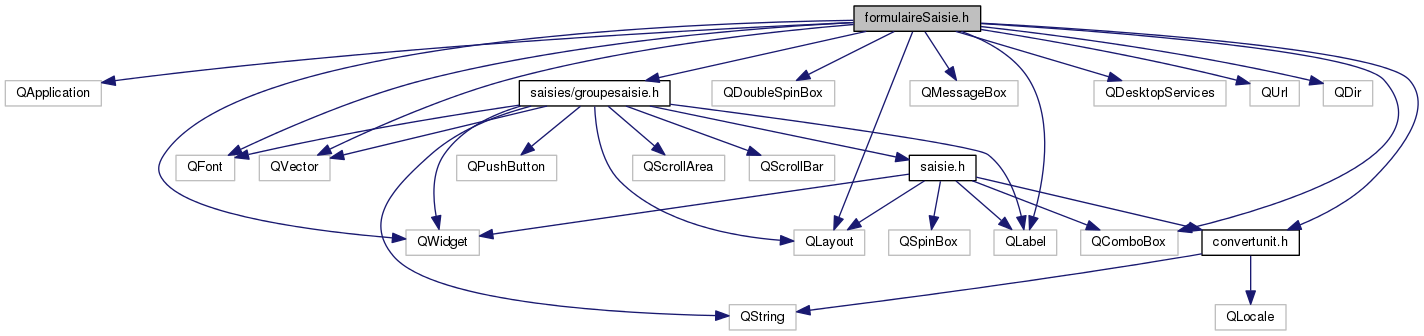 formulaireSaisie.h
QApplication
saisies/groupesaisie.h
QDoubleSpinBox
QMessageBox
QDesktopServices
QUrl
QDir
QFont
QVector
QPushButton
QScrollArea
QScrollBar
saisie.h
QWidget
QLayout
QSpinBox
QLabel
QComboBox
convertunit.h
QString
QLocale